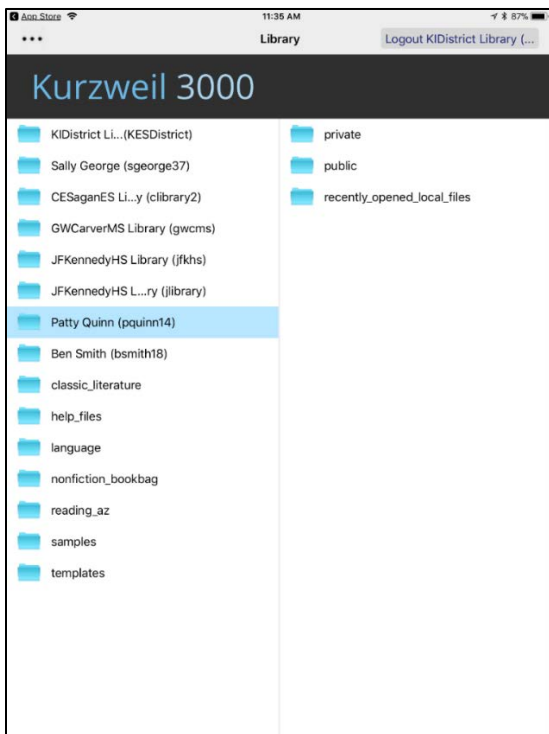 App Store 11:35 AM 87%
••• Library Logout KIDistrict Library (...
Kurzweil 3000
KIDistrict Li...(KESDistrict)
Sally George (sgeorge37)
CESaganES Li...y (clibrary2)
GWCarverMS Library (gwcms)
JFKennedyHS Library (jfkhs)
JFKennedyHS L...ry (jlibrary)
Patty Quinn (pquinn14)
Ben Smith (bsmith18)
classic_literature
help_files
language
nonfiction_bookbag
reading_az
samples
templates
private
public
recently_opened_local_files